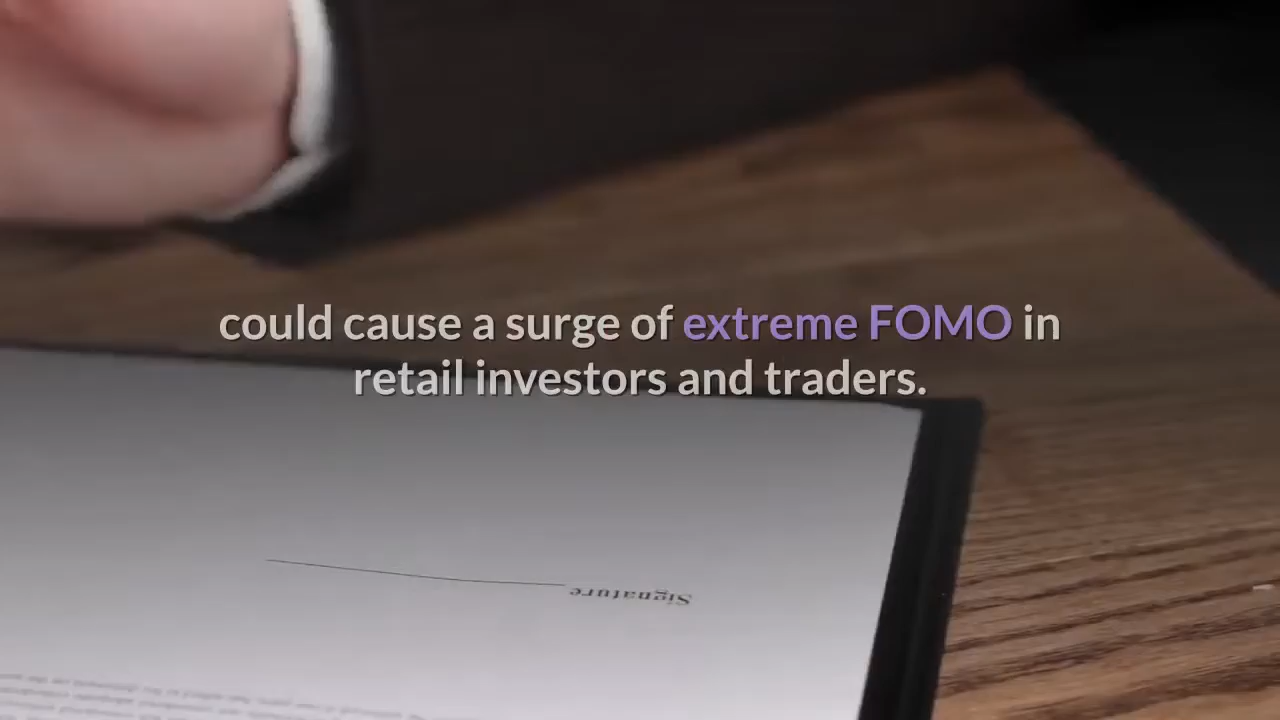 could cause a surge of extreme FOMO in
retail investors and traders.
Signature